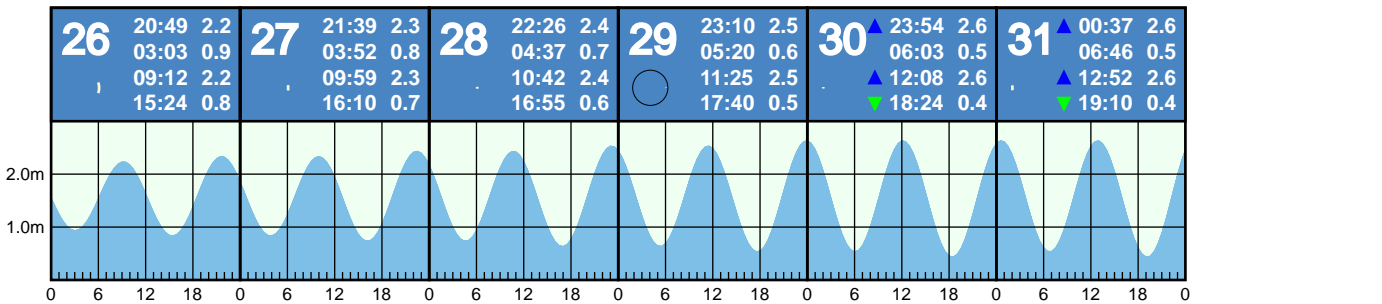 26
20:49 2.2
03:03 0.9
09:12 2.2
15:24 0.8
27
21:39 2.3
03:52 0.8
09:59 2.3
16:10 0.7
28
22:26 2.4
04:37 0.7
10:42 2.4
16:55 0.6
29
23:10 2.5
05:20 0.6
11:25 2.5
17:40 0.5
30
▲ 23:54 2.6
06:03 0.5
▲ 12:08 2.6
▼ 18:24 0.4
31
▲ 00:37 2.6
06:46 0.5
▲ 12:52 2.6
▼ 19:10 0.4
2.0m
1.0m
0 6 12 18 0 6 12 18 0 6 12 18 0 6 12 18 0 6 12 18 0 6 12 18 0